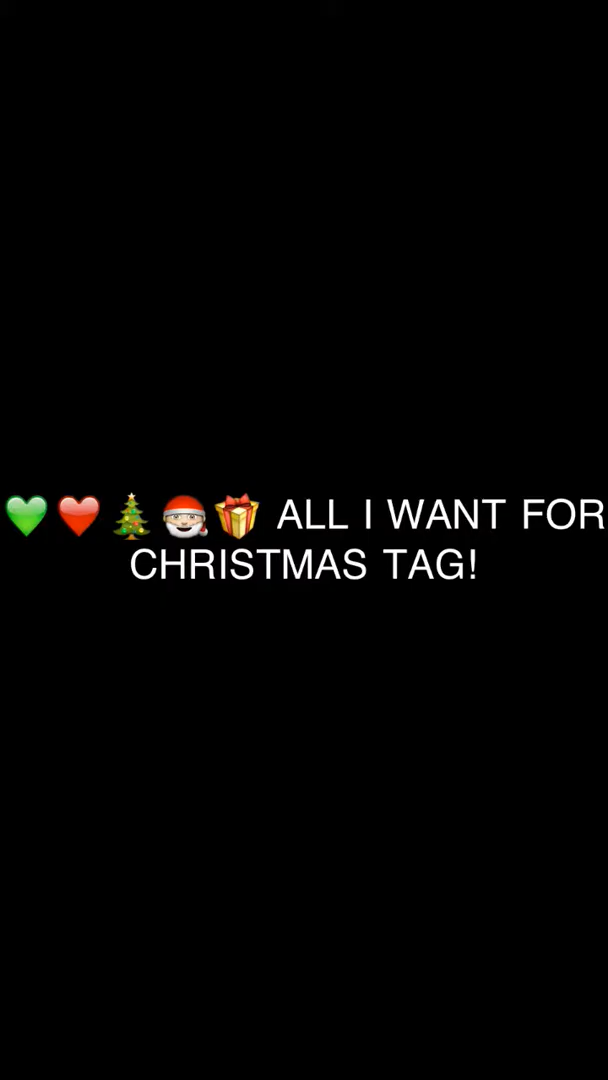 💚 ❤️ 🎄 🎅🏻 🎁 ALL I WANT FOR
CHRISTMAS TAG!